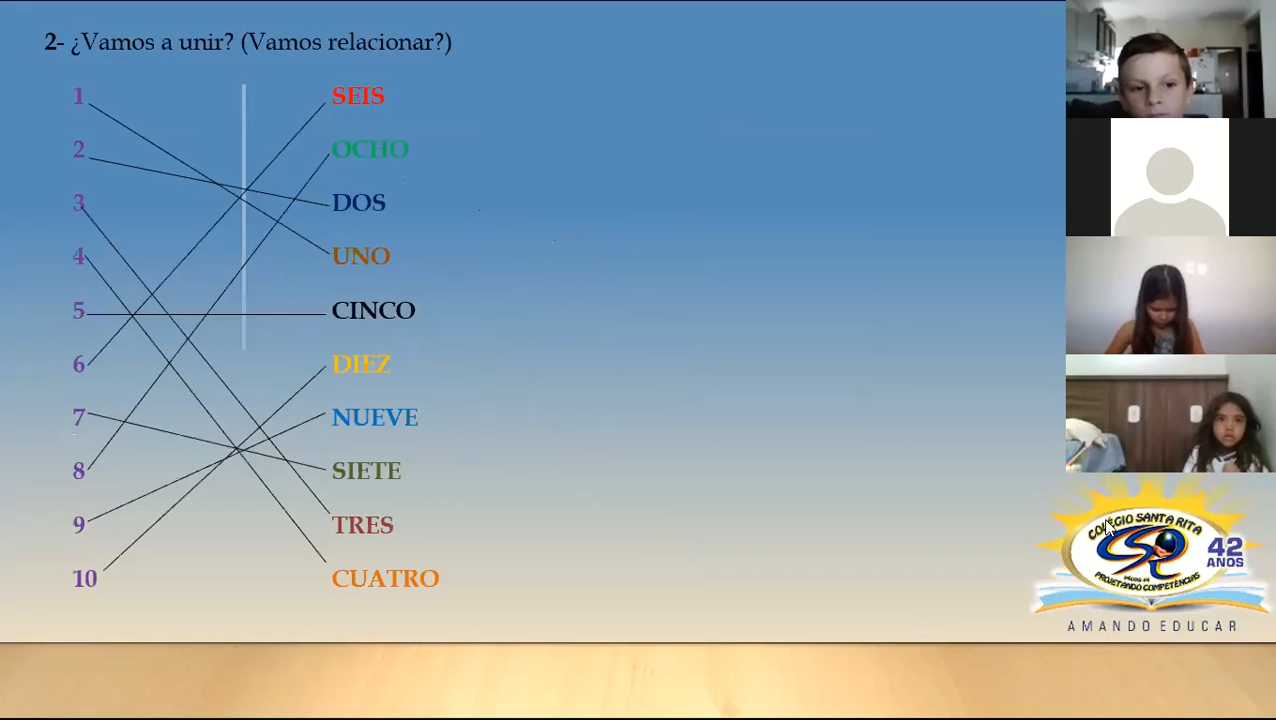 2- ¿Vamos a unir? (Vamos relacionar?)
1 SEIS
2 OCHO
3 DOS
4 UNO
5 CINCO
6 DIEZ
7 NUEVE
8 SIETE
9 TRES
10 CUATRO
COLÉGIO SANTA RITA
42
ANOS
PROJETANDO COMPETÊNCIAS
AMANDO EDUCAR